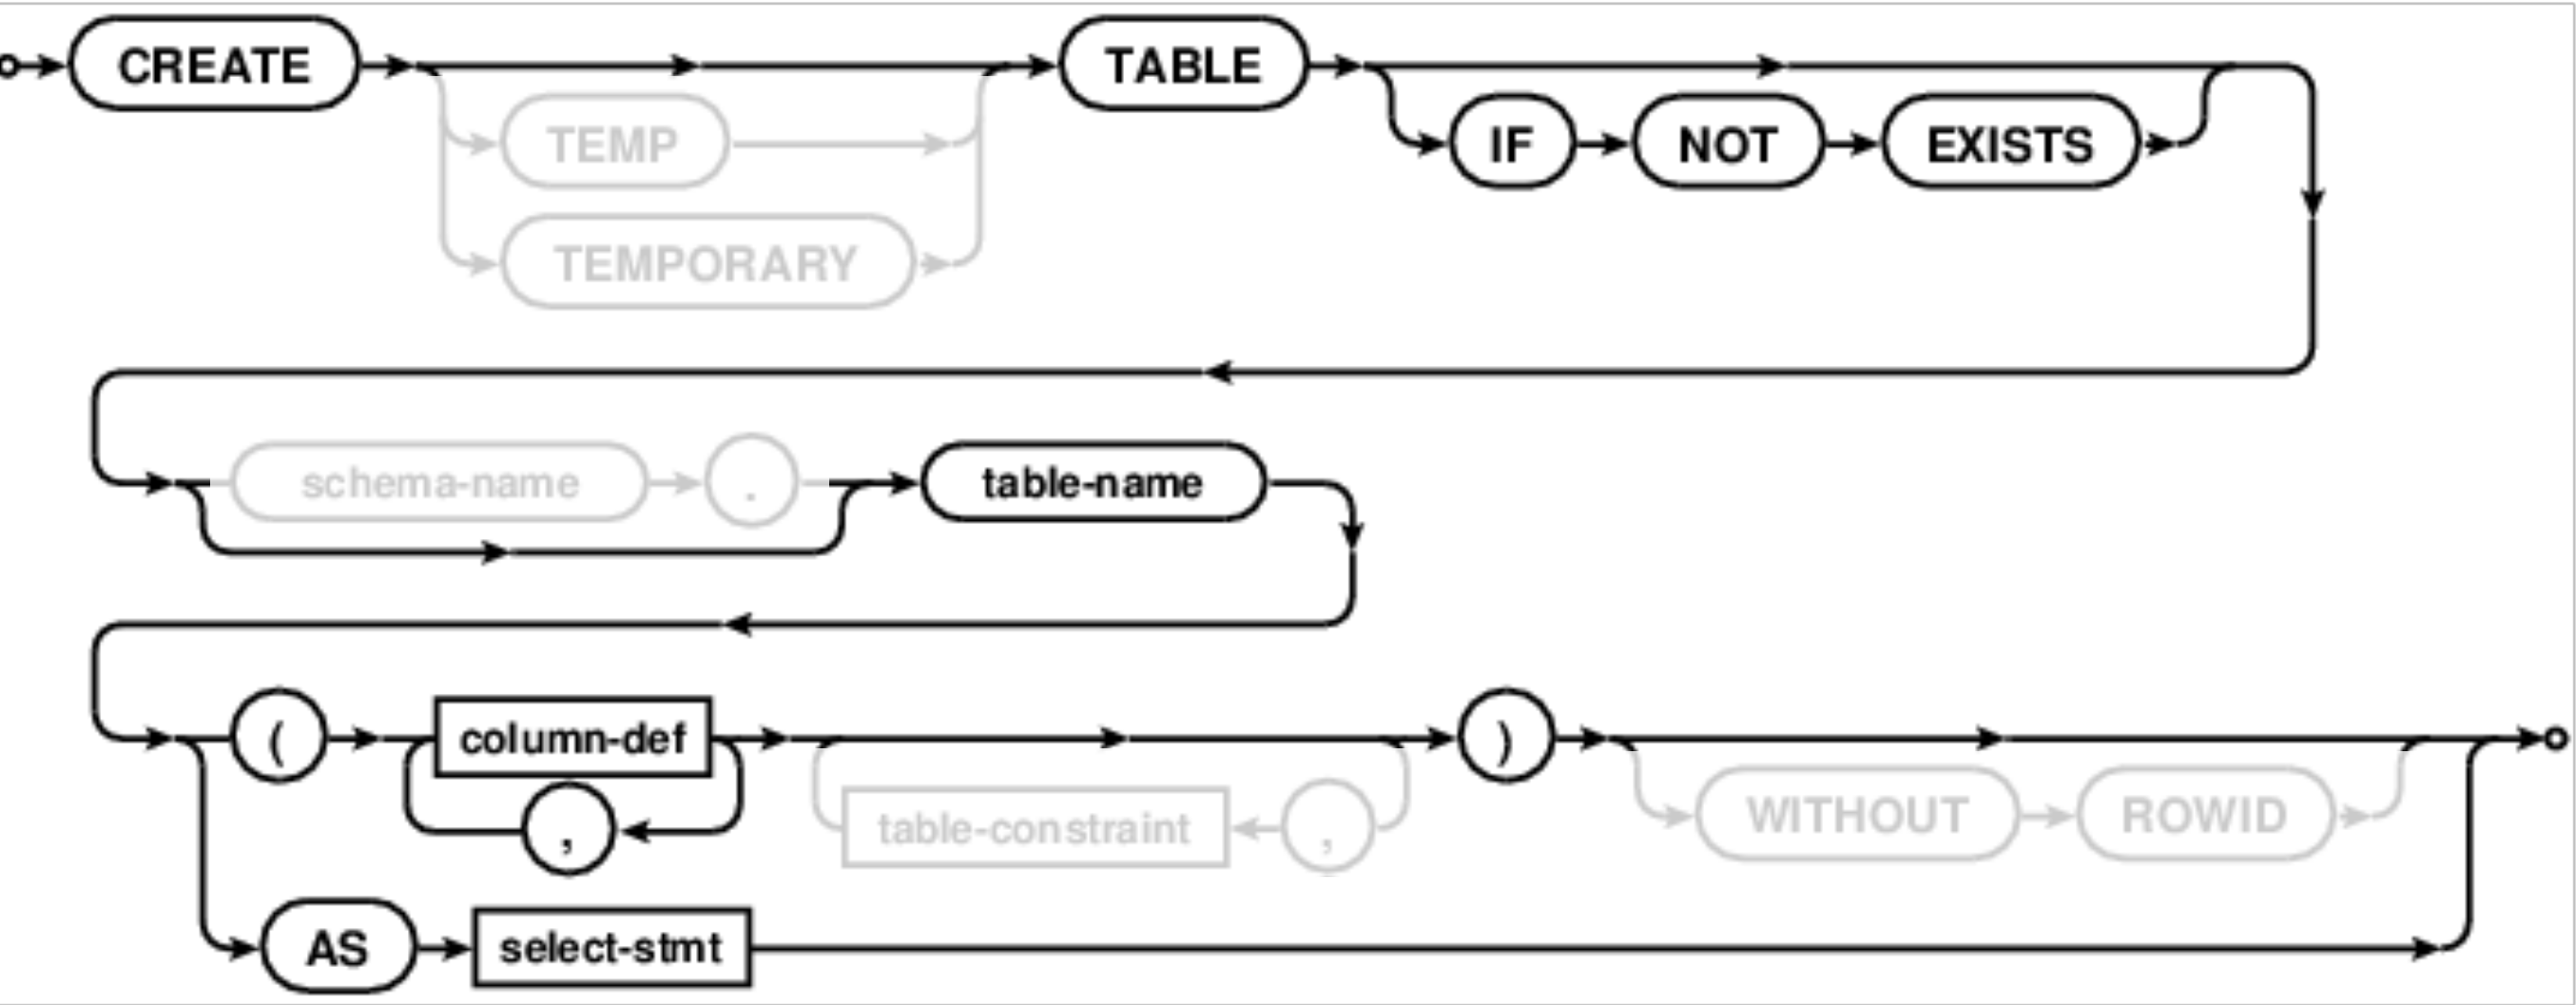 CREATE TABLE
TEMP IF NOT EXISTS
TEMPORARY
schema-name . table-name
( column-def )
, table-constraint , WITHOUT ROWID
AS select-stmt